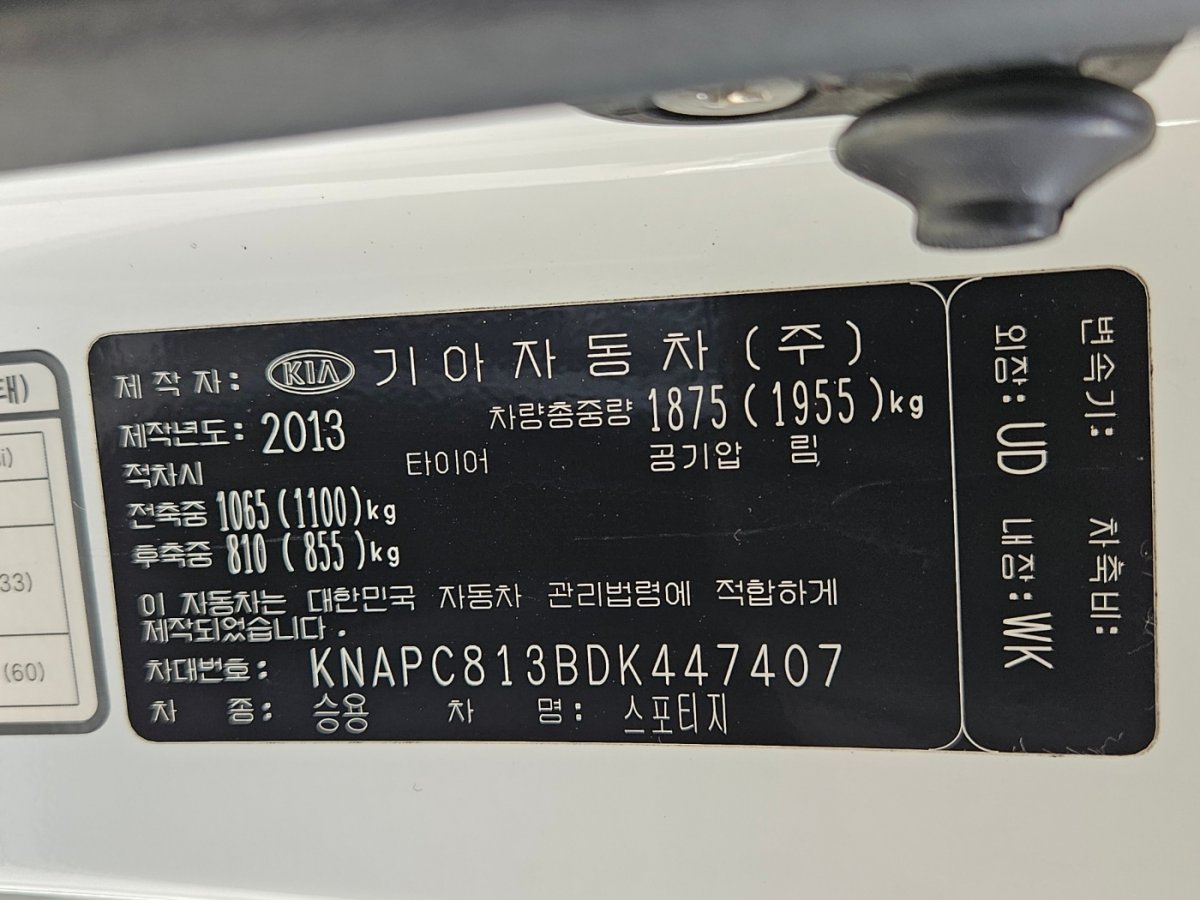 태)
si)
33)
(60)
제 작 자: KIA 기 아 자 동 차 (주)
제작년도: 2013 차량총중량 1875 (1955)kg
적차시 타이어 공기압 림
전축중 1065 (1100)kg
후축중 810 (855)kg
이 자동차는 대한민국 자동차 관리법령에 적합하게
제작되었습니다.
차대번호: KNAPC813BDK447407
차 종: 승용 차 명: 스포티지
변속기: 차축비:
외장: UD 내장: WK